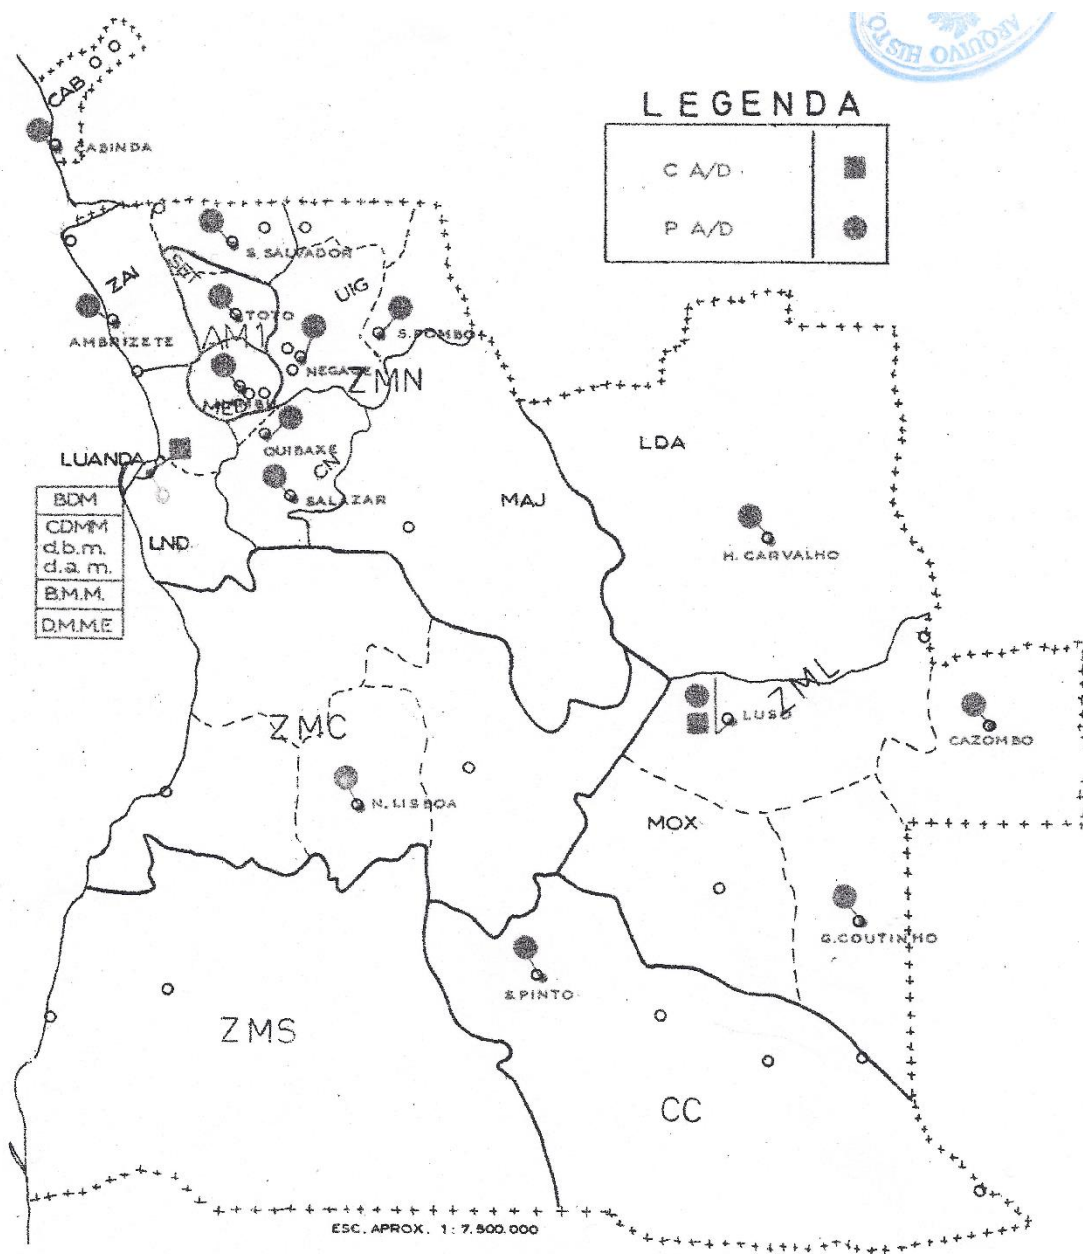 ARQUIVO HISTO
LEGENDA
C A/D
P A/D
CAB
CABINDA
S. SALVADOR
ZAI
UIG
TOTO
S. POMBO
AMBRIZETE
AM1
NEGAGE
ZMN
MED
QUIBAXE
LUANDA
CN
LDA
SALAZAR
MAJ
BDM
CDMM
d.b.m.
d.a.m.
B.M.M.
D.M.M.E
LND
H. CARVALHO
ZML
LUSO
ZMC
CAZOMBO
N. LISBOA
MOX
G. COUTINHO
S. PINTO
ZMS
CC
ESC. APROX. 1: 7.500.000